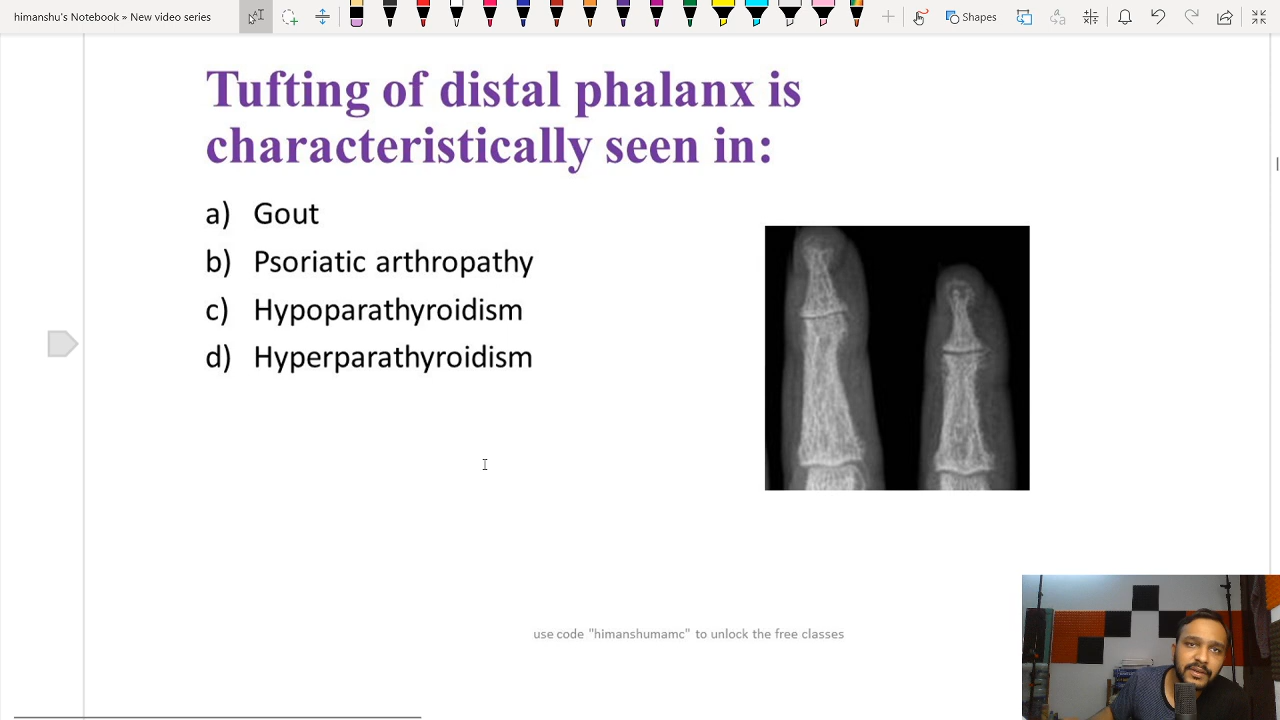 himanshu's Notebook » New video series
Shapes
Tufting of distal phalanx is
characteristically seen in:
a) Gout
b) Psoriatic arthropathy
c) Hypoparathyroidism
d) Hyperparathyroidism
use code "himanshumamc" to unlock the free classes